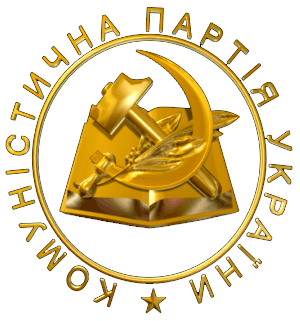 КОМУНІСТИЧНА ПАРТІЯ УКРАЇНИ